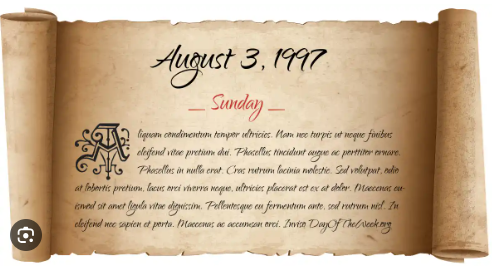 August 3, 1997
Sunday
Aliquam condimentum tempor ultricies. Nam nec turpis ut neque finibus
eleifend vitae pretium dui. Phasellus tincidunt augue ac porttitor ornare.
Phasellus in nulla erat. Cras rutrum lacinia molestie. Sed volutpat, odio
at lobortis pretium, lacus orci viverra neque, ultricies placerat est ex at dolor. Maecenas eu
ismod sit amet ligula vitae dignissim. Pellentesque eu fermentum ante, sed rutrum nisl. In
eleifend nec sapien et porta. Maecenas ac accumsan orci. Inviso DayOfTheWeek.org